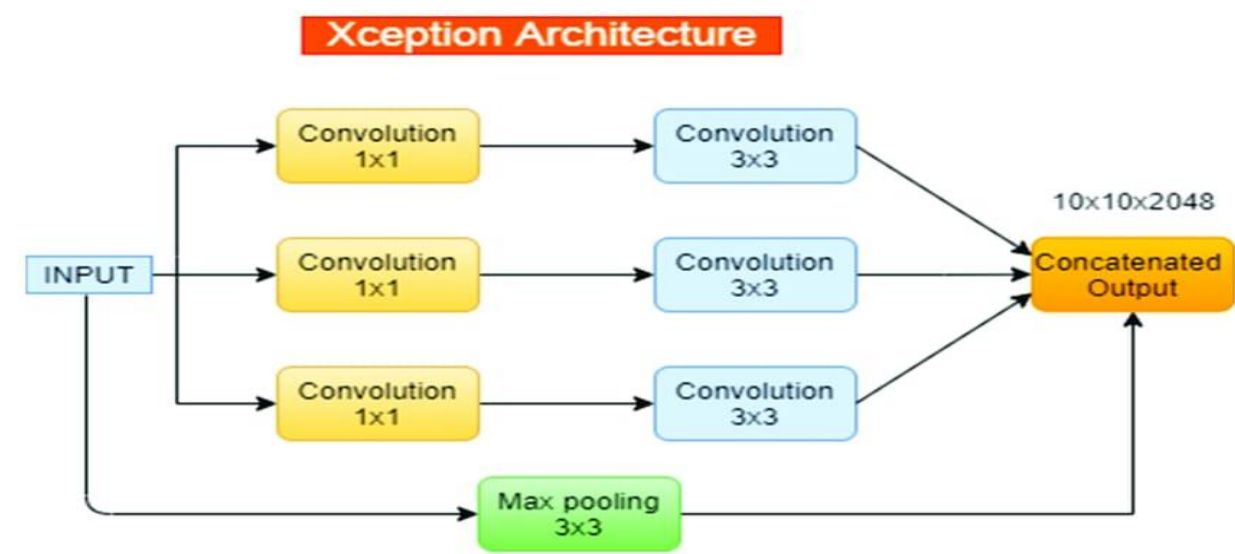 Xception Architecture
Convolution
1x1
Convolution
3x3
10x10x2048
INPUT
Convolution
1x1
Convolution
3x3
Concatenated
Output
Convolution
1x1
Convolution
3x3
Max pooling
3x3